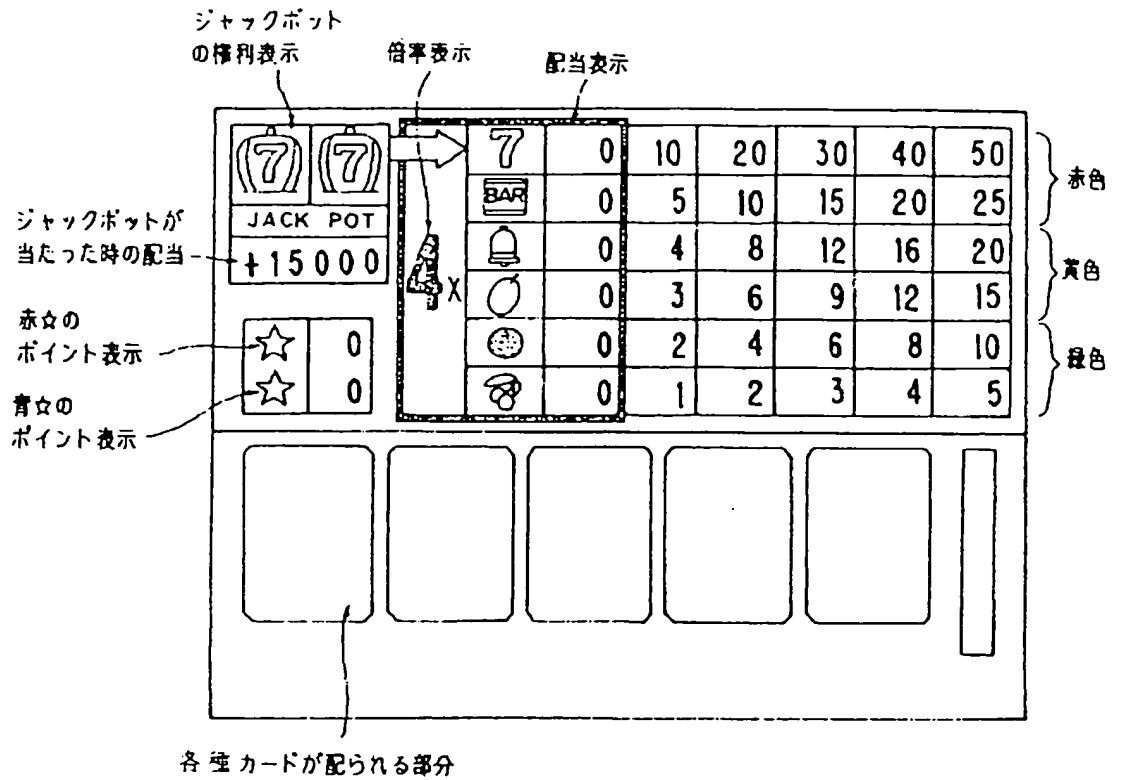 ジャックポット
の権利表示
倍率表示
配当表示
7 7
7 0 10 20 30 40 50
赤色
BAR 0 5 10 15 20 25
JACK POT
ジャックポットが
当たった時の配当
+15000
4X
0 4 8 12 16 20
黄色
0 3 6 9 12 15
赤☆の
ポイント表示
☆ 0
0 2 4 6 8 10
緑色
青☆の
ポイント表示
☆ 0
0 1 2 3 4 5
各種カードが配られる部分